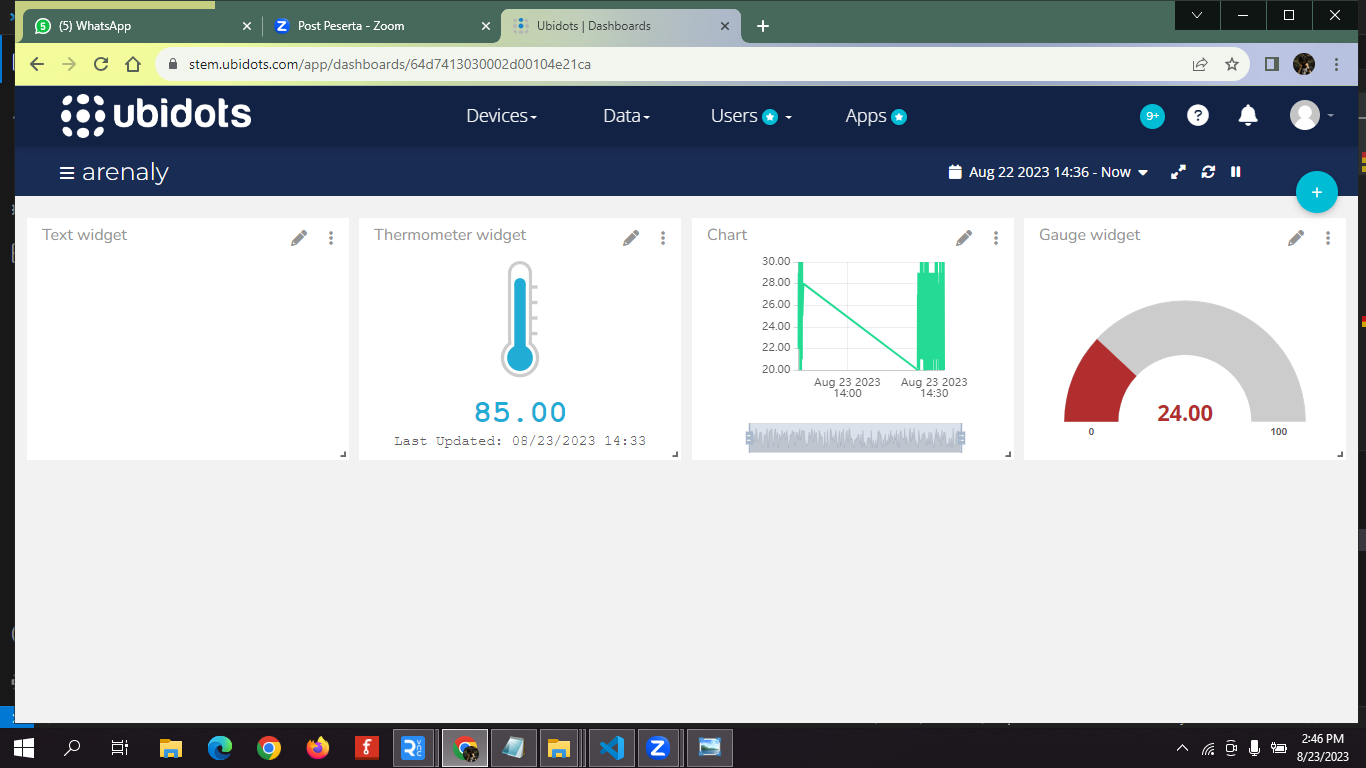 5 (5) WhatsApp
Post Peserta - Zoom
Ubidots | Dashboards
stem.ubidots.com/app/dashboards/64d7413030002d00104e21ca
ubidots
Devices
Data
Users
Apps
9+
?
arenaly
Aug 22 2023 14:36 - Now
+
Text widget
Thermometer widget
85.00
Last Updated: 08/23/2023 14:33
Chart
30.00
28.00
26.00
24.00
22.00
20.00
Aug 23 2023
14:00
Aug 23 2023
14:30
Gauge widget
24.00
0
100
2:46 PM
8/23/2023